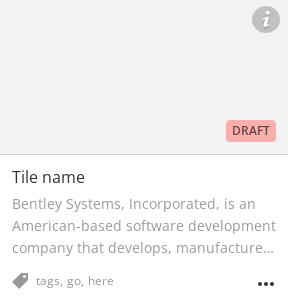 i
DRAFT
Tile name
Bentley Systems, Incorporated, is an
American-based software development
company that develops, manufacture...
tags, go, here